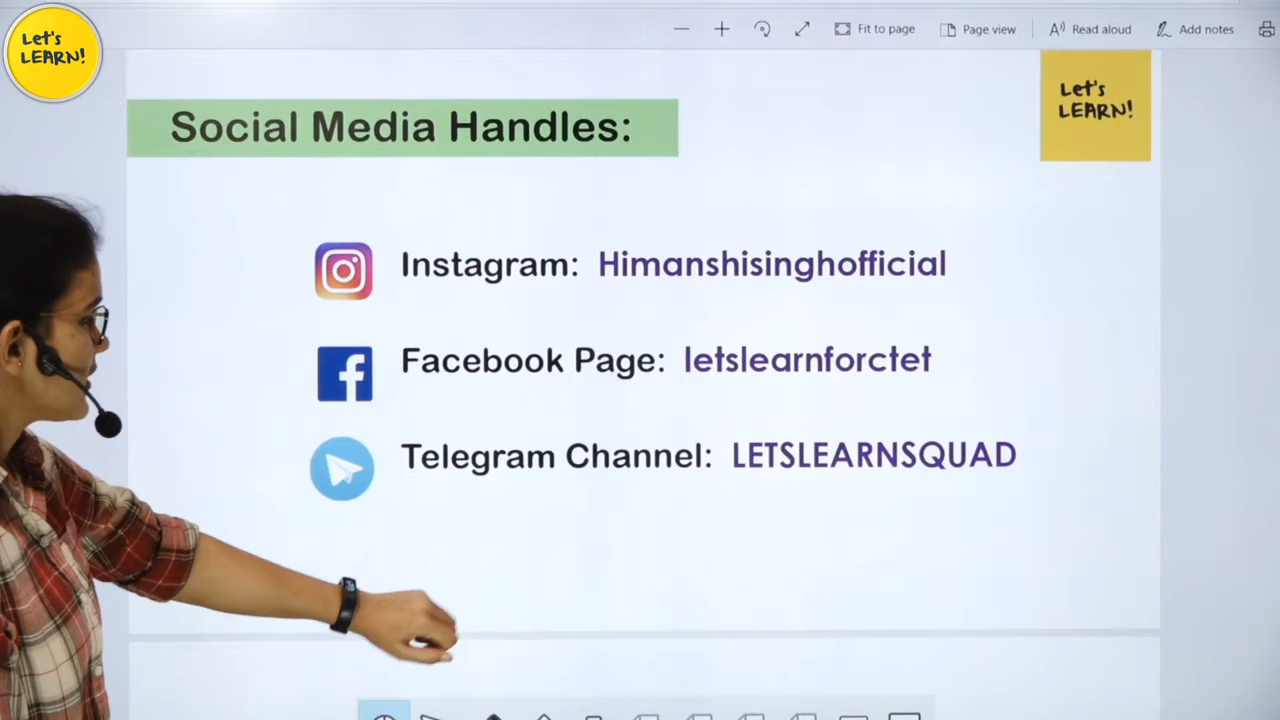 Let's
LEARN!
Fit to page
Page view
Read aloud
Add notes
Let's
LEARN!
Social Media Handles:
Instagram: Himanshisinghofficial
Facebook Page: letslearnforctet
Telegram Channel: LETSLEARNSQUAD